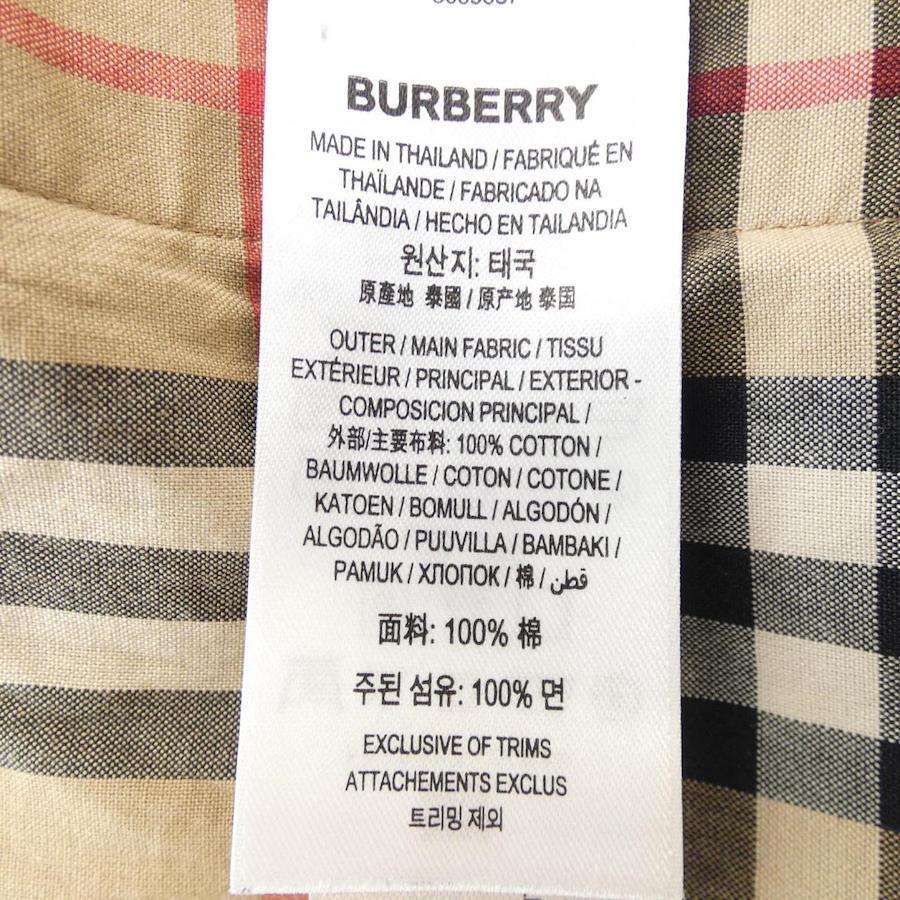 BURBERRY
MADE IN THAILAND / FABRIQUÉ EN
THAÏLANDE / FABRICADO NA
TAILÂNDIA / HECHO EN TAILANDIA
원산지: 태국
原產地 泰國 / 原产地 泰国
OUTER / MAIN FABRIC / TISSU
EXTÉRIEUR / PRINCIPAL / EXTERIOR -
COMPOSICION PRINCIPAL /
外部/主要布料: 100% COTTON /
BAUMWOLLE / COTON / COTONE /
KATOEN / BOMULL / ALGODÓN /
ALGODÃO / PUUVILLA / BAMBAKI /
PAMUK / ХЛОПОК / 棉 / قطن
面料: 100% 棉
주된 섬유: 100% 면
EXCLUSIVE OF TRIMS
ATTACHEMENTS EXCLUS
트리밍 제외